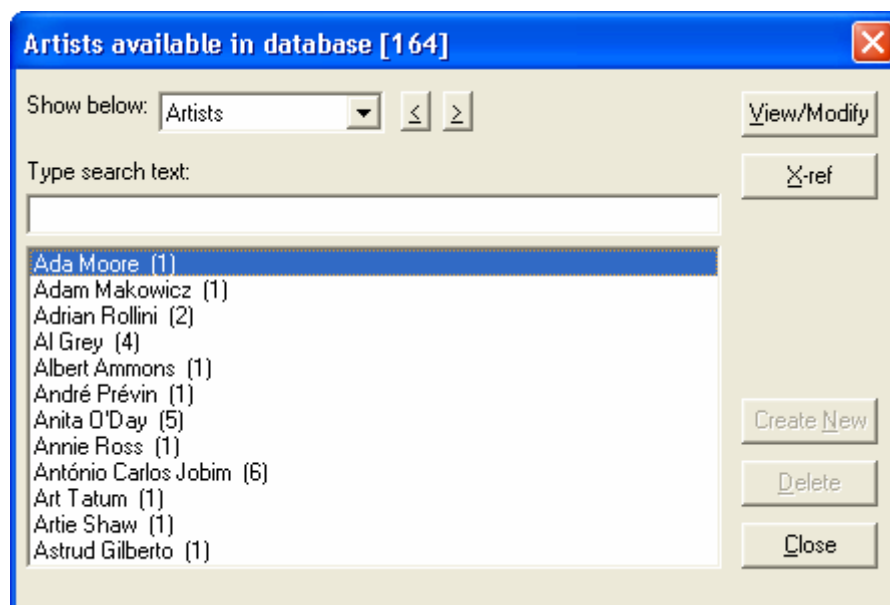 Artists available in database [164]
Show below: Artists < > View/Modify
Type search text: X-ref
Ada Moore (1)
Adam Makowicz (1)
Adrian Rollini (2)
Al Grey (4)
Albert Ammons (1)
André Prévin (1)
Anita O'Day (5)
Annie Ross (1)
António Carlos Jobim (6)
Art Tatum (1)
Artie Shaw (1)
Astrud Gilberto (1)
Create New
Delete
Close